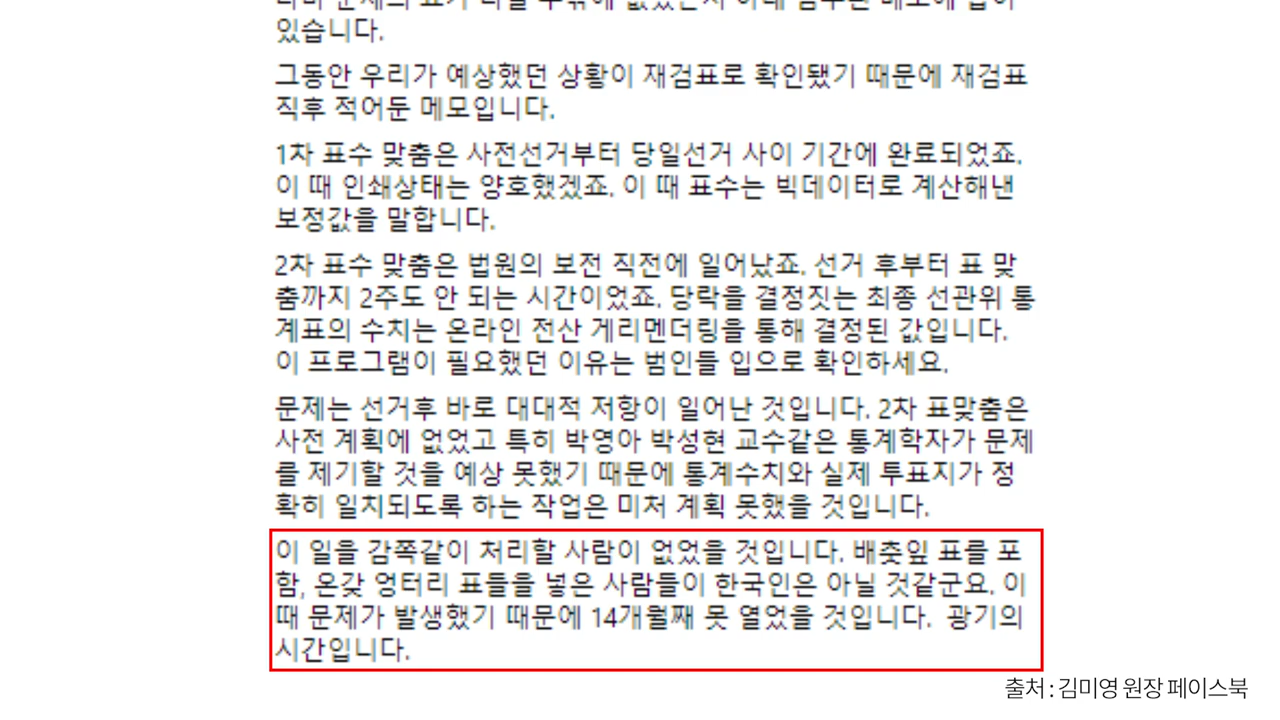 있습니다.
그동안 우리가 예상했던 상황이 재검표로 확인됐기 때문에 재검표
직후 적어둔 메모입니다.
1차 표수 맞춤은 사전선거부터 당일선거 사이 기간에 완료되었죠.
이 때 인쇄상태는 양호했겠죠. 이 때 표수는 빅데이터로 계산해낸
보정값을 말합니다.
2차 표수 맞춤은 법원의 보전 직전에 일어났죠. 선거 후부터 표 맞
춤까지 2주도 안 되는 시간이었죠. 당락을 결정짓는 최종 선관위 통
계표의 수치는 온라인 전산 게리멘더링을 통해 결정된 값입니다.
이 프로그램이 필요했던 이유는 범인들 입으로 확인하세요.
문제는 선거후 바로 대대적 저항이 일어난 것입니다. 2차 표맞춤은
사전 계획에 없었고 특히 박영아 박성현 교수같은 통계학자가 문제
를 제기할 것을 예상 못했기 때문에 통계수치와 실제 투표지가 정
확히 일치되도록 하는 작업은 미처 계획 못했을 것입니다.
이 일을 감쪽같이 처리할 사람이 없었을 것입니다. 배춧잎 표를 포
함, 온갖 엉터리 표들을 넣은 사람들이 한국인은 아닐 것같군요. 이
때 문제가 발생했기 때문에 14개월째 못 열었을 것입니다. 광기의
시간입니다.
출처 : 김미영 원장 페이스북